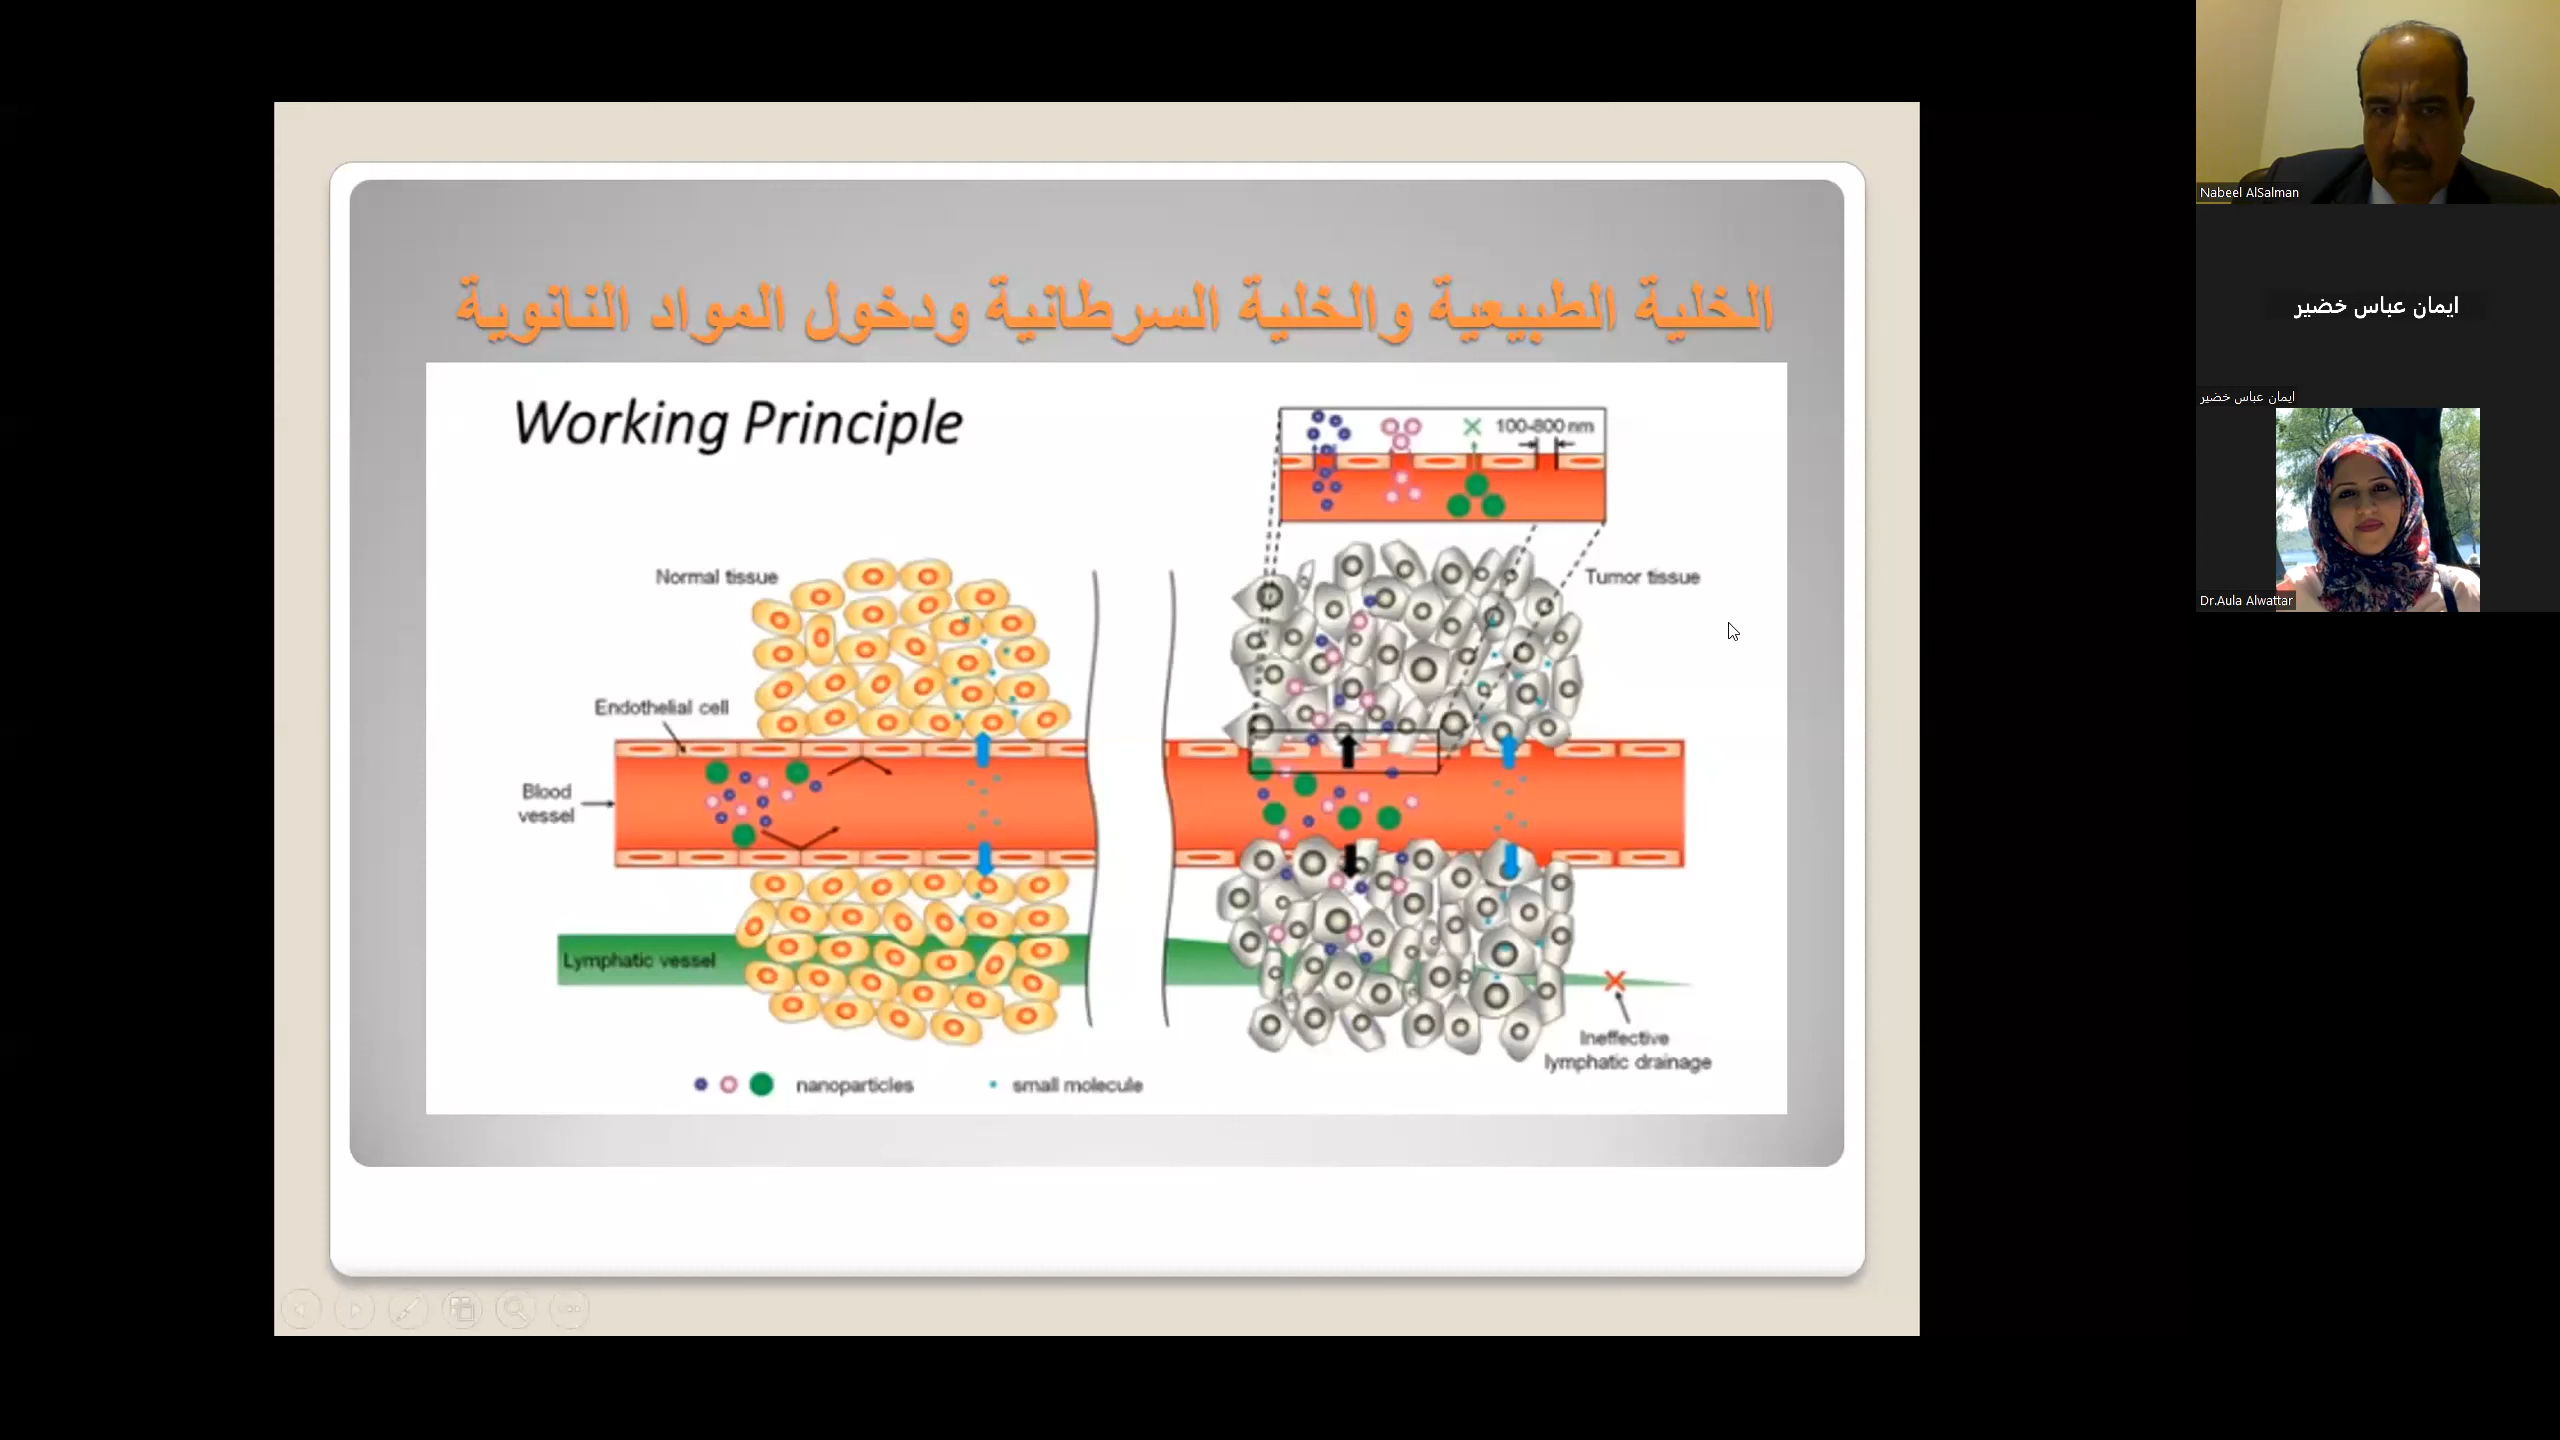 الخلية الطبيعية والخلية السرطانية ودخول المواد النانوية
Working Principle
100-800 nm
Normal tissue
Tumor tissue
Endothelial cell
Blood
vessel
Lymphatic vessel
Ineffective
lymphatic drainage
nanoparticles
small molecule
Nabeel AlSalman
ايمان عباس خضير
ايمان عباس خضير
Dr.Aula Alwattar